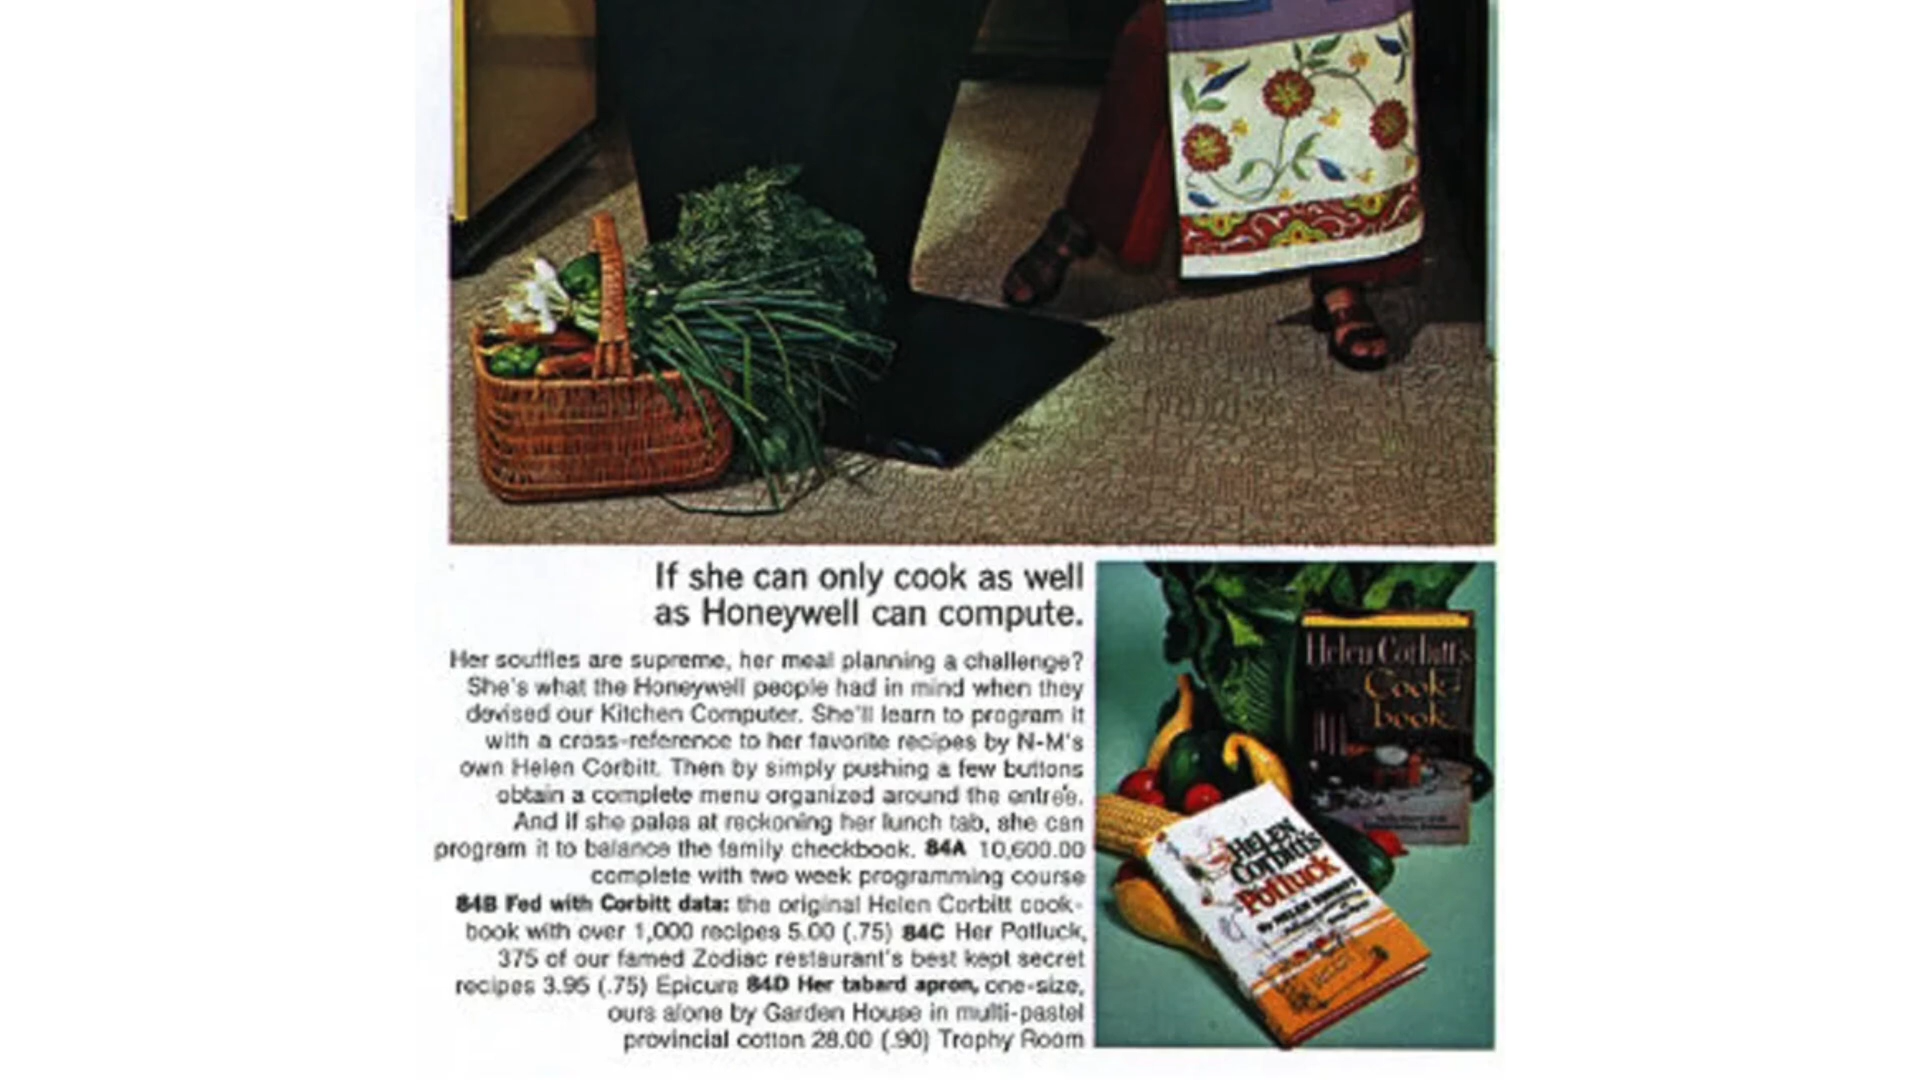 If she can only cook as well
as Honeywell can compute.
Her souffles are supreme, her meal planning a challenge?
She's what the Honeywell people had in mind when they
devised our Kitchen Computer. She'll learn to program it
with a cross-reference to her favorite recipes by N-M's
own Helen Corbitt. Then by simply pushing a few buttons
obtain a complete menu organized around the entrée.
And if she pales at reckoning her lunch tab, she can
program it to balance the family checkbook. 84A 10,600.00
complete with two week programming course
84B Fed with Corbitt data: the original Helen Corbitt cook-
book with over 1,000 recipes 5.00 (.75) 84C Her Potluck,
375 of our famed Zodiac restaurant's best kept secret
recipes 3.95 (.75) Epicure 84D Her tabard apron, one-size,
ours alone by Garden House in multi-pastel
provincial cotton 28.00 (.90) Trophy Room
Helen Corbitt's
Cook-
book
HELEN
CORBITT'S
Potluck
By HELEN CORBITT